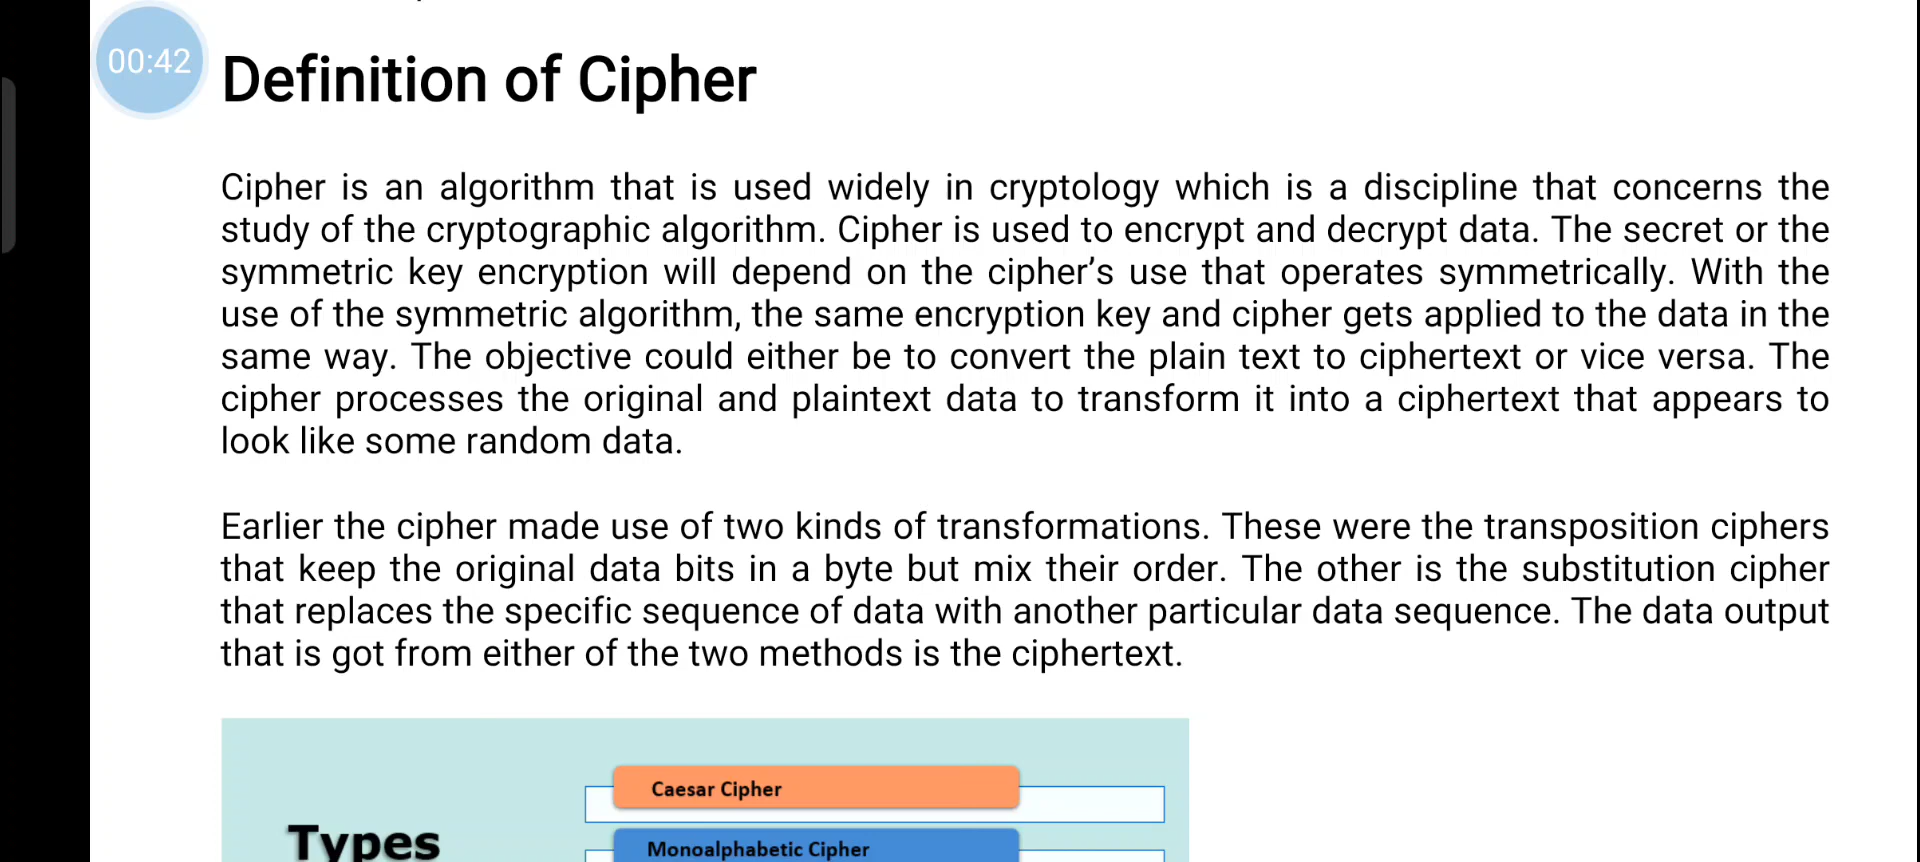 00:42
Definition of Cipher
Cipher is an algorithm that is used widely in cryptology which is a discipline that concerns the
study of the cryptographic algorithm. Cipher is used to encrypt and decrypt data. The secret or the
symmetric key encryption will depend on the cipher’s use that operates symmetrically. With the
use of the symmetric algorithm, the same encryption key and cipher gets applied to the data in the
same way. The objective could either be to convert the plain text to ciphertext or vice versa. The
cipher processes the original and plaintext data to transform it into a ciphertext that appears to
look like some random data.
Earlier the cipher made use of two kinds of transformations. These were the transposition ciphers
that keep the original data bits in a byte but mix their order. The other is the substitution cipher
that replaces the specific sequence of data with another particular data sequence. The data output
that is got from either of the two methods is the ciphertext.
Caesar Cipher
Types
Monoalphabetic Cipher